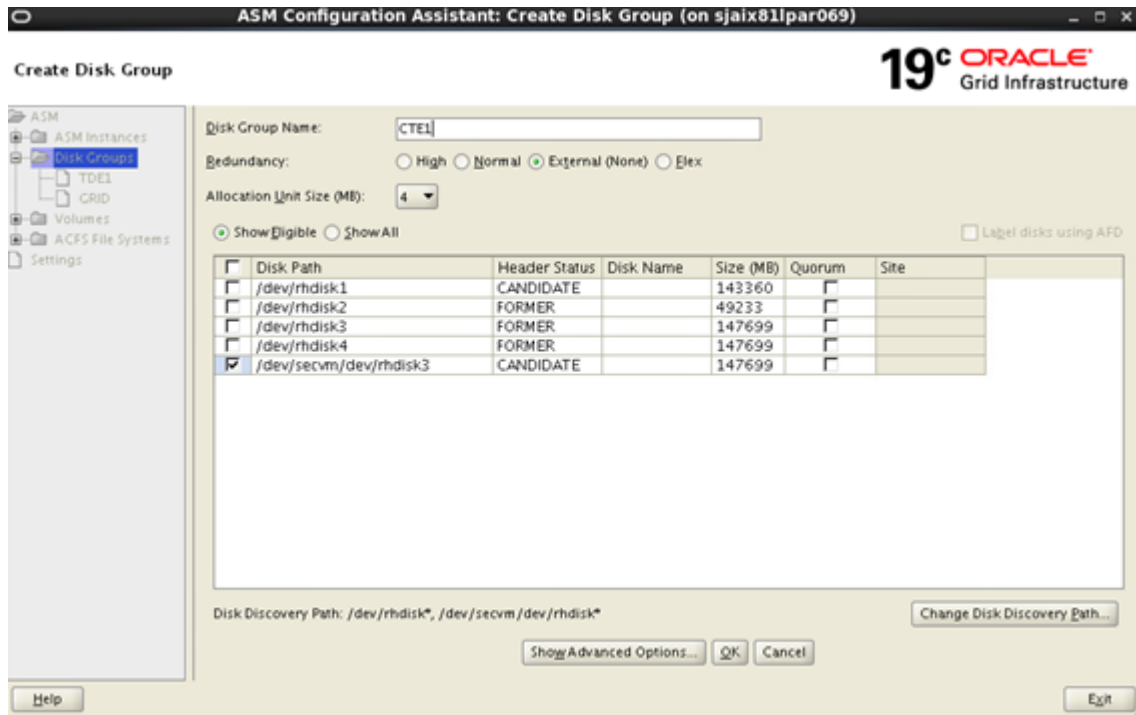 ASM Configuration Assistant: Create Disk Group (on sjaix81lpar069)
Create Disk Group
19c ORACLE
Grid Infrastructure
ASM
ASM Instances
Disk Groups
TDE1
GRID
Volumes
ACFS File Systems
Settings
Disk Group Name: CTE1
Redundancy: High Normal External (None) Flex
Allocation Unit Size (MB): 4
Show Eligible Show All Label disks using AFD
Disk Path Header Status Disk Name Size (MB) Quorum Site
/dev/rhdisk1 CANDIDATE 143360
/dev/rhdisk2 FORMER 49233
/dev/rhdisk3 FORMER 147699
/dev/rhdisk4 FORMER 147699
/dev/secvm/dev/rhdisk3 CANDIDATE 147699
Disk Discovery Path: /dev/rhdisk*, /dev/secvm/dev/rhdisk* Change Disk Discovery Path...
Show Advanced Options... OK Cancel
Help Exit